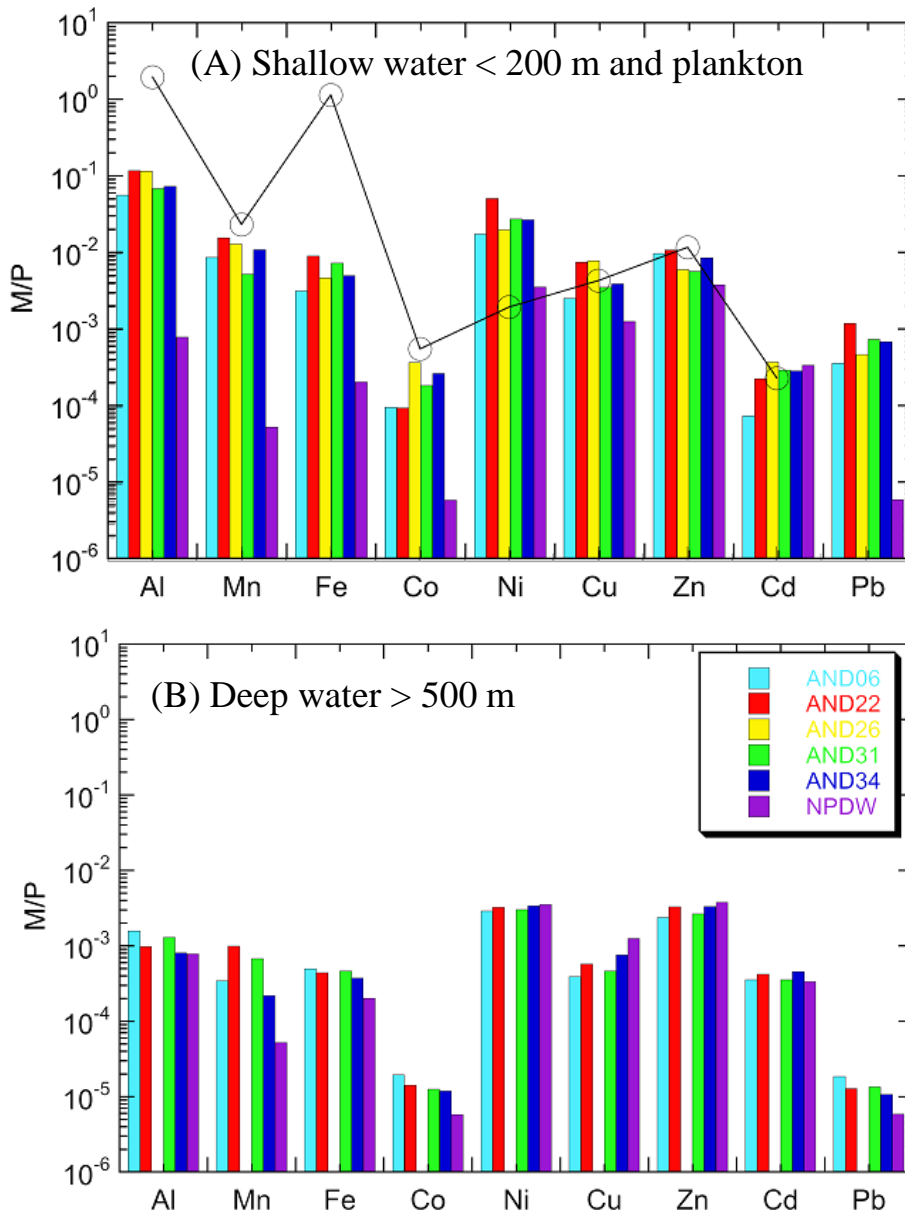 (A) Shallow water < 200 m and plankton
M/P
10^1
10^0
10^-1
10^-2
10^-3
10^-4
10^-5
10^-6
Al Mn Fe Co Ni Cu Zn Cd Pb
(B) Deep water > 500 m
M/P
10^1
10^0
10^-1
10^-2
10^-3
10^-4
10^-5
10^-6
AND06
AND22
AND26
AND31
AND34
NPDW
Al Mn Fe Co Ni Cu Zn Cd Pb